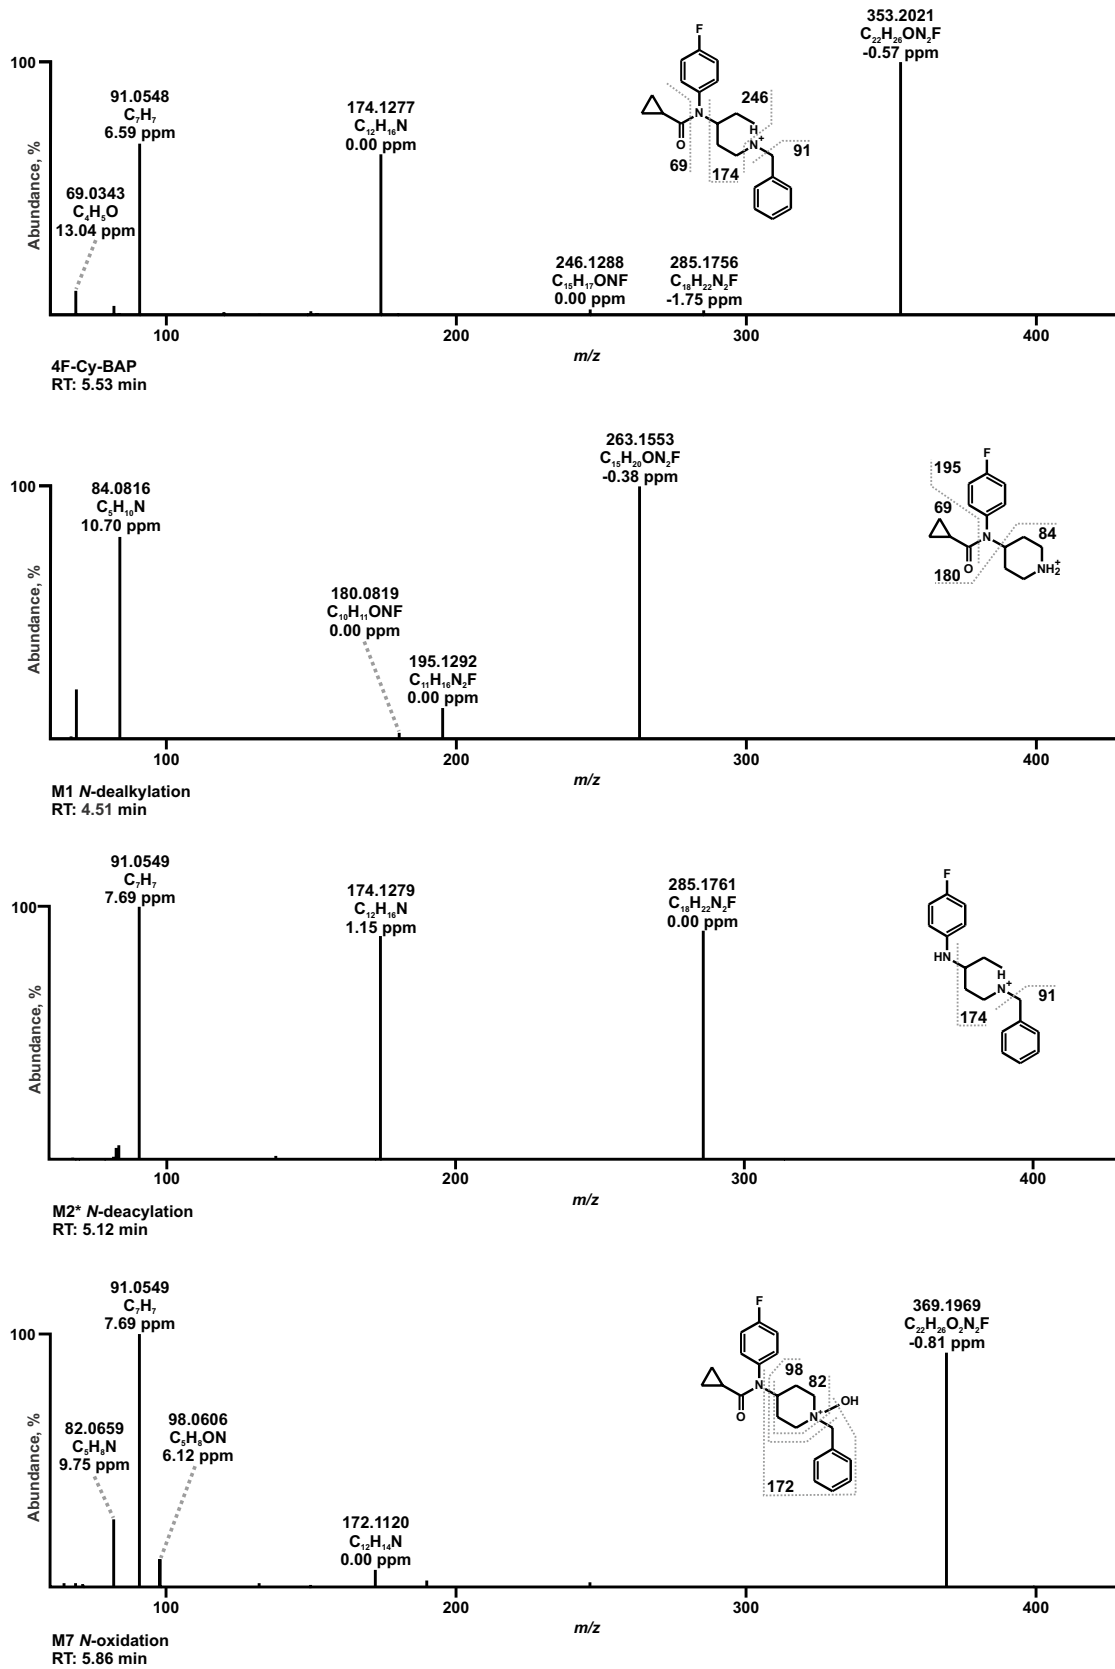 353.2021
C₂₂H₂₆ON₂F
-0.57 ppm
100
91.0548
C₇H₇
6.59 ppm
174.1277
C₁₂H₁₆N
0.00 ppm
69.0343
C₄H₅O
13.04 ppm
246.1288
C₁₅H₁₇ONF
0.00 ppm
285.1756
C₁₈H₂₂N₂F
-1.75 ppm
F
N
O
H
N⁺
246
91
69
174
Abundance, %
100
200
300
400
m/z
4F-Cy-BAP
RT: 5.53 min
263.1553
C₁₅H₂₀ON₂F
-0.38 ppm
100
84.0816
C₅H₁₀N
10.70 ppm
180.0819
C₁₀H₁₁ONF
0.00 ppm
195.1292
C₁₁H₁₆N₂F
0.00 ppm
F
195
69
N
84
O
180
NH₂⁺
Abundance, %
100
200
300
400
m/z
M1 N-dealkylation
RT: 4.51 min
91.0549
C₇H₇
7.69 ppm
100
174.1279
C₁₂H₁₆N
1.15 ppm
285.1761
C₁₈H₂₂N₂F
0.00 ppm
F
HN
H
N⁺
91
174
Abundance, %
100
200
300
400
m/z
M2* N-deacylation
RT: 5.12 min
91.0549
C₇H₇
7.69 ppm
100
369.1969
C₂₂H₂₆O₂N₂F
-0.81 ppm
82.0659
C₅H₈N
9.75 ppm
98.0606
C₅H₈ON
6.12 ppm
172.1120
C₁₂H₁₄N
0.00 ppm
F
98
82
N
O
N⁺
OH
172
Abundance, %
100
200
300
400
m/z
M7 N-oxidation
RT: 5.86 min